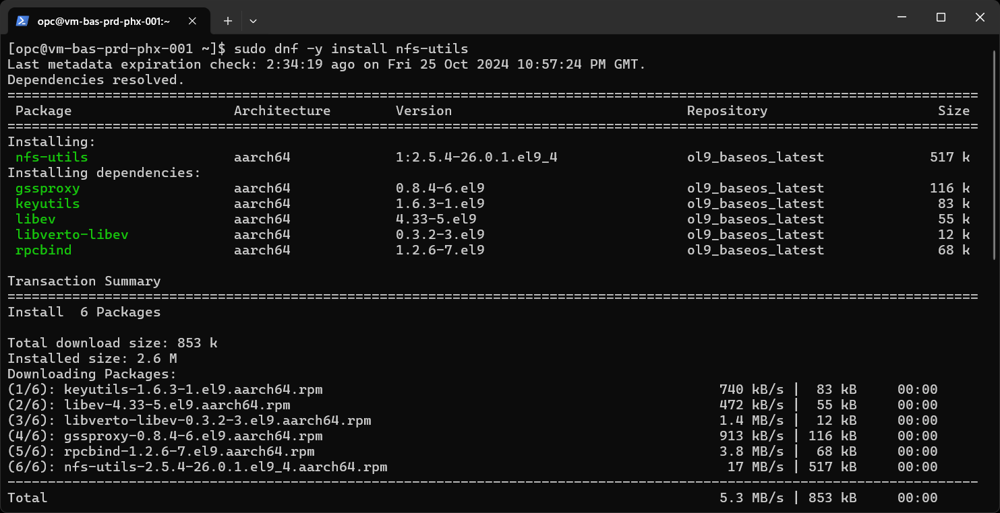 opc@vm-bas-prd-phx-001:~
[opc@vm-bas-prd-phx-001 ~]$ sudo dnf -y install nfs-utils
Last metadata expiration check: 2:34:19 ago on Fri 25 Oct 2024 10:57:24 PM GMT.
Dependencies resolved.
========================================================================================================================
 Package                    Architecture        Version                             Repository                     Size
========================================================================================================================
Installing:
 nfs-utils                  aarch64             1:2.5.4-26.0.1.el9_4                ol9_baseos_latest             517 k
Installing dependencies:
 gssproxy                   aarch64             0.8.4-6.el9                         ol9_baseos_latest             116 k
 keyutils                   aarch64             1.6.3-1.el9                         ol9_baseos_latest              83 k
 libev                      aarch64             4.33-5.el9                          ol9_baseos_latest              55 k
 libverto-libev             aarch64             0.3.2-3.el9                         ol9_baseos_latest              12 k
 rpcbind                    aarch64             1.2.6-7.el9                         ol9_baseos_latest              68 k
Transaction Summary
========================================================================================================================
Install  6 Packages
Total download size: 853 k
Installed size: 2.6 M
Downloading Packages:
(1/6): keyutils-1.6.3-1.el9.aarch64.rpm                                                 740 kB/s |  83 kB     00:00
(2/6): libev-4.33-5.el9.aarch64.rpm                                                     472 kB/s |  55 kB     00:00
(3/6): libverto-libev-0.3.2-3.el9.aarch64.rpm                                           1.4 MB/s |  12 kB     00:00
(4/6): gssproxy-0.8.4-6.el9.aarch64.rpm                                                 913 kB/s | 116 kB     00:00
(5/6): rpcbind-1.2.6-7.el9.aarch64.rpm                                                  3.8 MB/s |  68 kB     00:00
(6/6): nfs-utils-2.5.4-26.0.1.el9_4.aarch64.rpm                                          17 MB/s | 517 kB     00:00
------------------------------------------------------------------------------------------------------------------------
Total                                                                                   5.3 MB/s | 853 kB     00:00